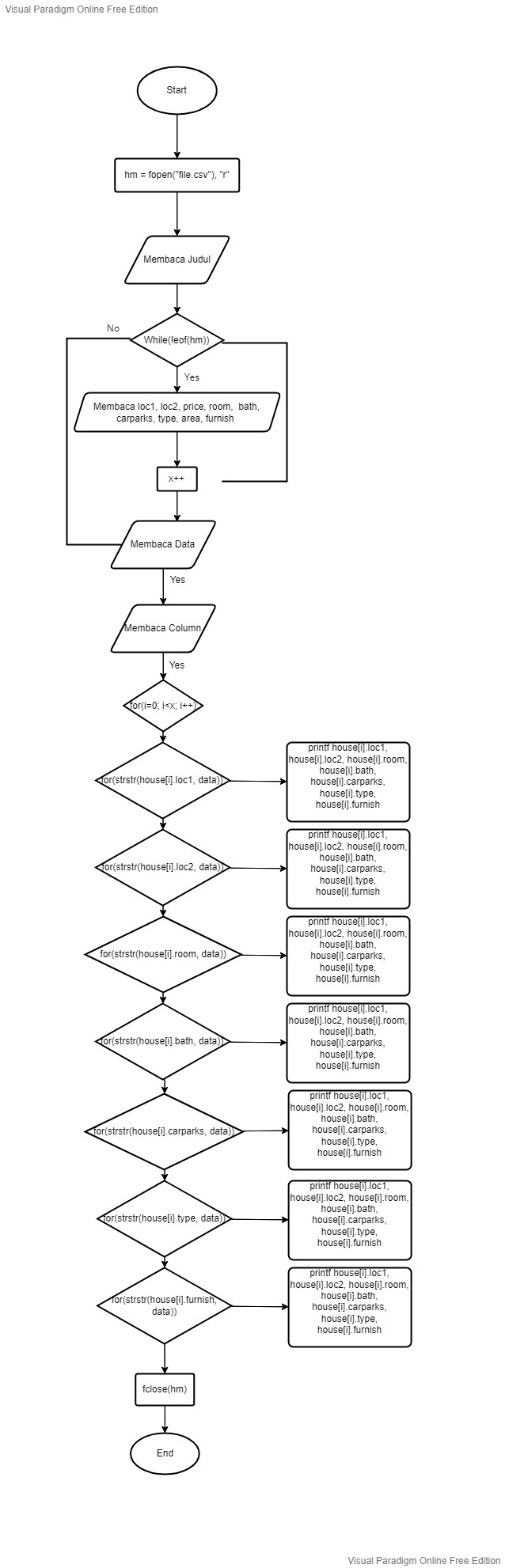 Visual Paradigm Online Free Edition
Start
hm = fopen("file.csv"), "r"
Membaca Judul
While(!eof(hm))
No
Yes
Membaca loc1, loc2, price, room, bath,
carparks, type, area, furnish
x++
Membaca Data
Yes
Membaca Column
Yes
for(i=0; i<x; i++)
for(strstr(house[i].loc1, data))
printf house[i].loc1,
house[i].loc2, house[i].room,
house[i].bath,
house[i].carparks,
house[i].type,
house[i].furnish
for(strstr(house[i].loc2, data))
printf house[i].loc1,
house[i].loc2, house[i].room,
house[i].bath,
house[i].carparks,
house[i].type,
house[i].furnish
for(strstr(house[i].room, data))
printf house[i].loc1,
house[i].loc2, house[i].room,
house[i].bath,
house[i].carparks,
house[i].type,
house[i].furnish
for(strstr(house[i].bath, data))
printf house[i].loc1,
house[i].loc2, house[i].room,
house[i].bath,
house[i].carparks,
house[i].type,
house[i].furnish
for(strstr(house[i].carparks, data))
printf house[i].loc1,
house[i].loc2, house[i].room,
house[i].bath,
house[i].carparks,
house[i].type,
house[i].furnish
for(strstr(house[i].type, data))
printf house[i].loc1,
house[i].loc2, house[i].room,
house[i].bath,
house[i].carparks,
house[i].type,
house[i].furnish
for(strstr(house[i].furnish,
data))
printf house[i].loc1,
house[i].loc2, house[i].room,
house[i].bath,
house[i].carparks,
house[i].type,
house[i].furnish
fclose(hm)
End
Visual Paradigm Online Free Edition